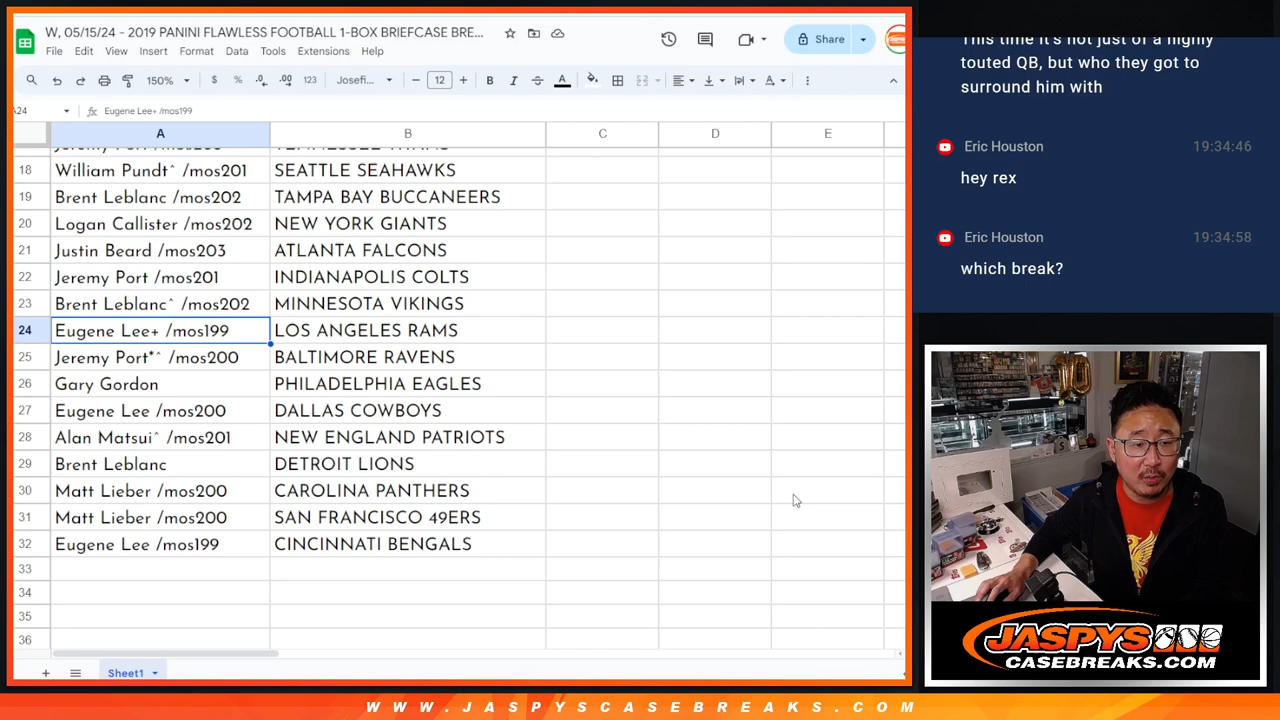 W, 05/15/24 - 2019 PANINI FLAWLESS FOOTBALL 1-BOX BRIEFCASE BRE...
File Edit View Insert Format Data Tools Extensions Help
Share
150% $ % .0 .00 123 Josefi... 12 B I A
A24 fx Eugene Lee+ /mos199
A B C D E
18 William Pundt^ /mos201 SEATTLE SEAHAWKS
19 Brent Leblanc /mos202 TAMPA BAY BUCCANEERS
20 Logan Callister /mos202 NEW YORK GIANTS
21 Justin Beard /mos203 ATLANTA FALCONS
22 Jeremy Port /mos201 INDIANAPOLIS COLTS
23 Brent Leblanc^ /mos202 MINNESOTA VIKINGS
24 Eugene Lee+ /mos199 LOS ANGELES RAMS
25 Jeremy Port*^ /mos200 BALTIMORE RAVENS
26 Gary Gordon PHILADELPHIA EAGLES
27 Eugene Lee /mos200 DALLAS COWBOYS
28 Alan Matsui^ /mos201 NEW ENGLAND PATRIOTS
29 Brent Leblanc DETROIT LIONS
30 Matt Lieber /mos200 CAROLINA PANTHERS
31 Matt Lieber /mos200 SAN FRANCISCO 49ERS
32 Eugene Lee /mos199 CINCINNATI BENGALS
33
34
35
36
Sheet1
This time it's not just of a highly
touted QB, but who they got to
surround him with
Eric Houston 19:34:46
hey rex
Eric Houston 19:34:58
which break?
10
JASPYS
CASEBREAKS.COM
WWW.JASPYSCASEBREAKS.COM